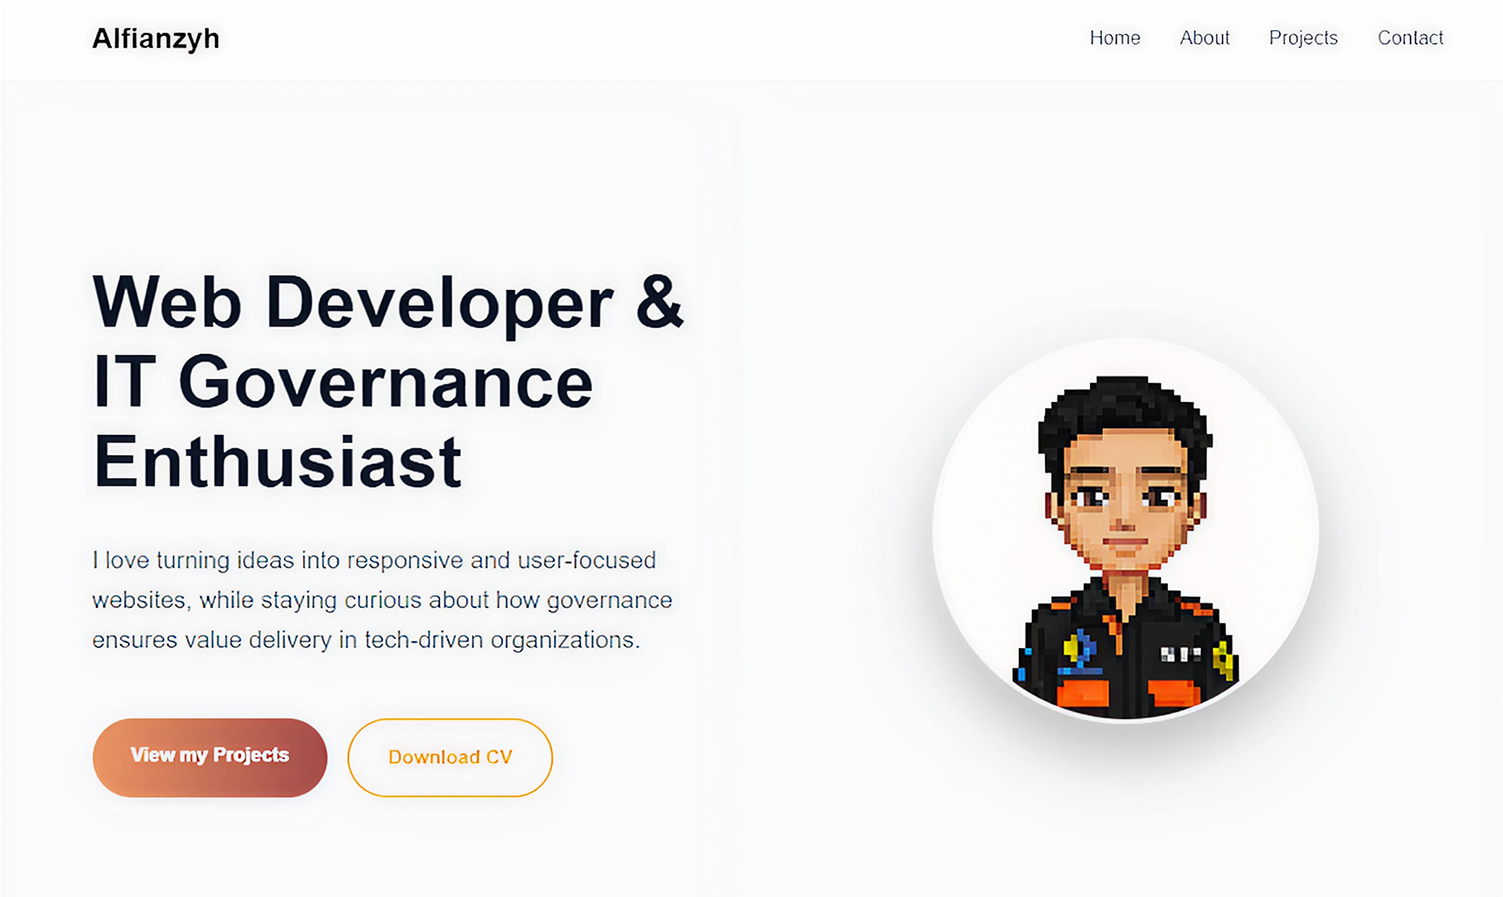 Alfianzyh
Home
About
Projects
Contact
Web Developer &
IT Governance
Enthusiast
I love turning ideas into responsive and user-focused
websites, while staying curious about how governance
ensures value delivery in tech-driven organizations.
View my Projects
Download CV